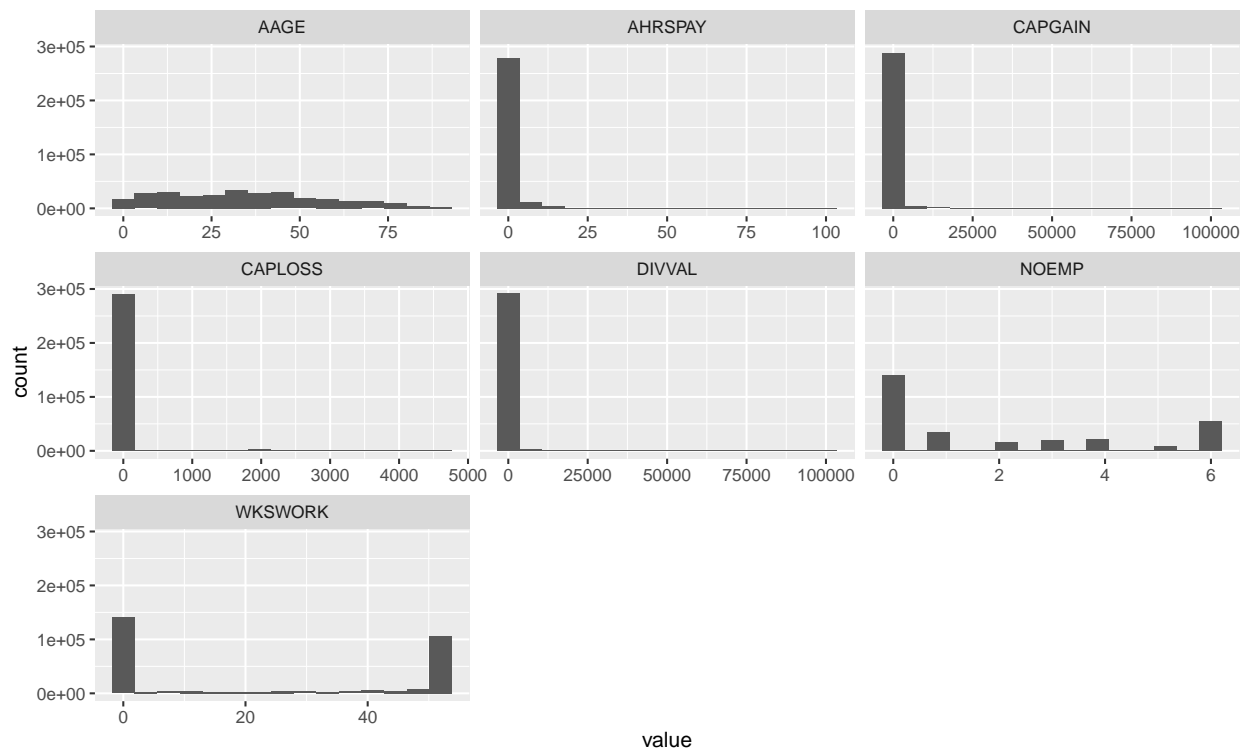 AAGE AHRSPAY CAPGAIN
3e+05
2e+05
1e+05
0e+00
0 25 50 75 0 25 50 75 100 0 25000 50000 75000 100000
CAPLOSS DIVVAL NOEMP
3e+05
2e+05
1e+05
0e+00
0 1000 2000 3000 4000 5000 0 25000 50000 75000 100000 0 2 4 6
WKSWORK
3e+05
2e+05
1e+05
0e+00
0 20 40
count
value